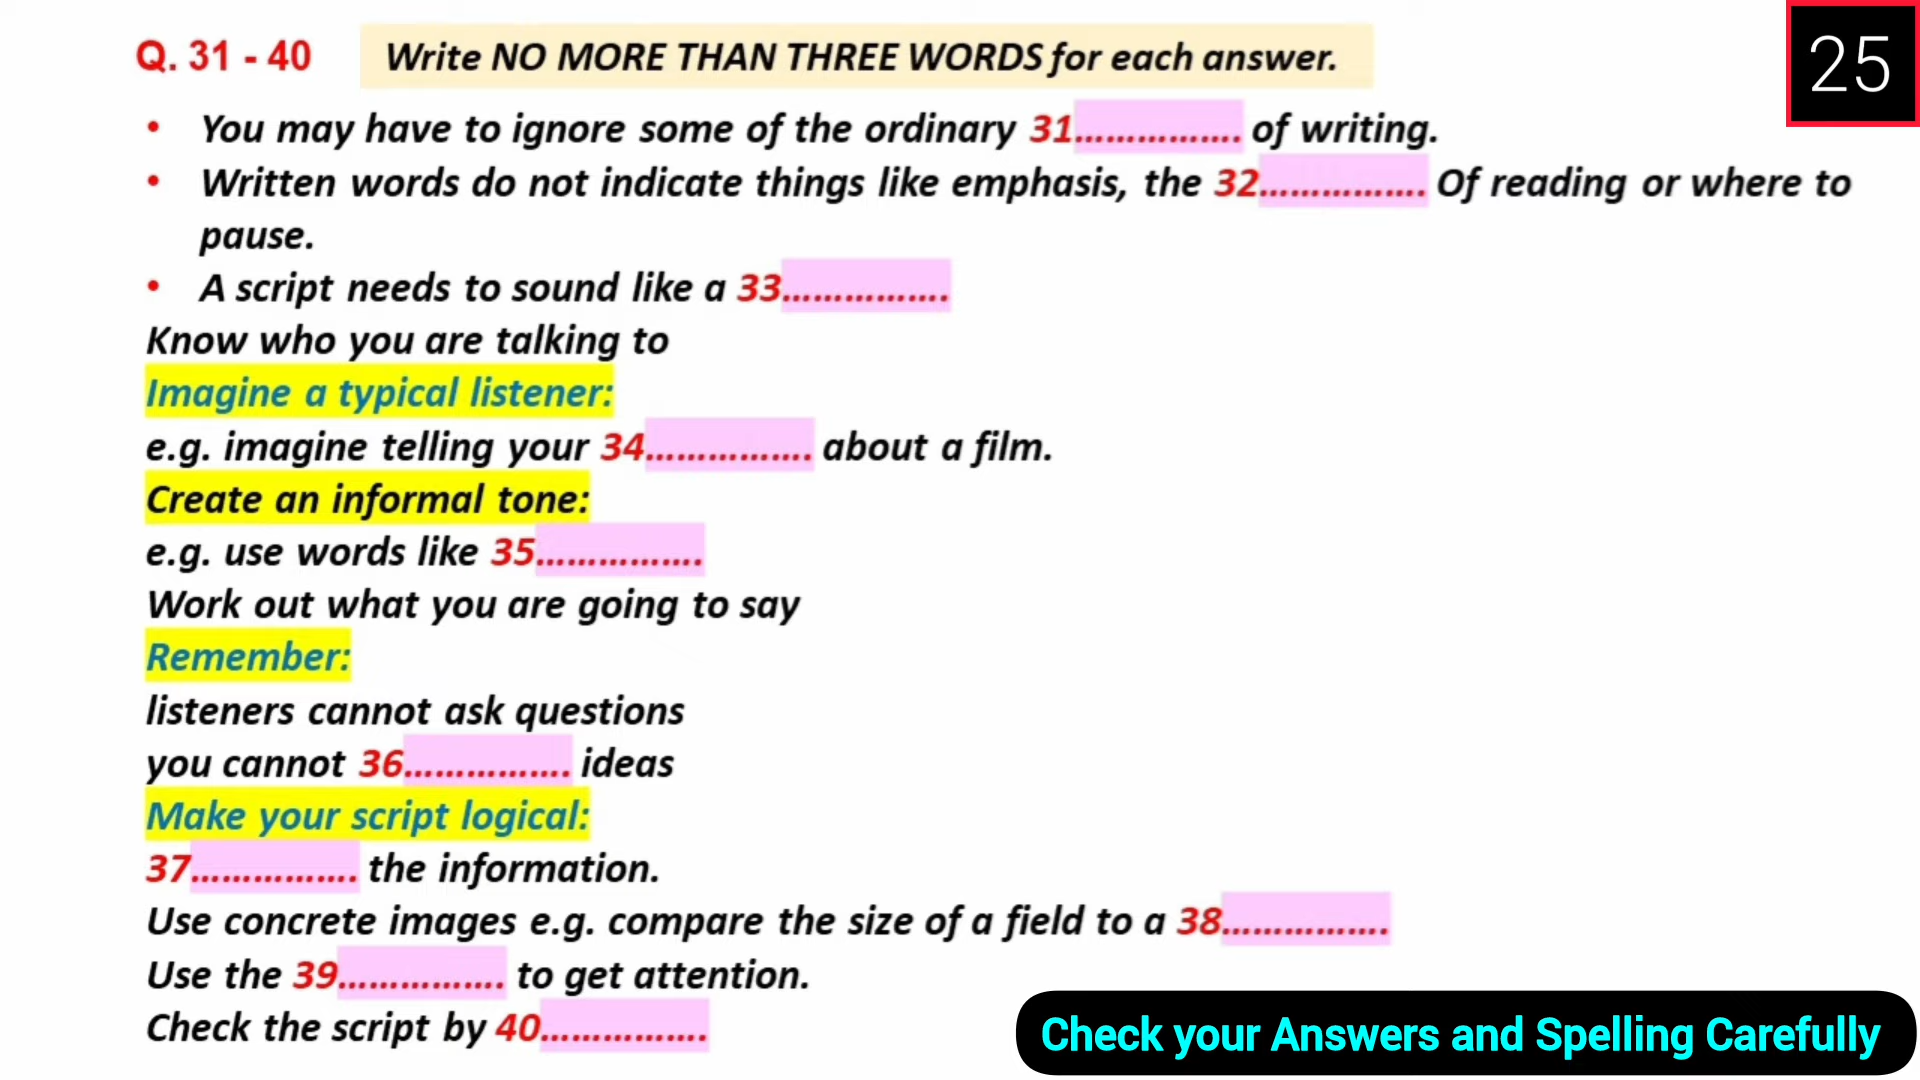 Q. 31 - 40 Write NO MORE THAN THREE WORDS for each answer.
25
• You may have to ignore some of the ordinary 31................ of writing.
• Written words do not indicate things like emphasis, the 32................ Of reading or where to
pause.
• A script needs to sound like a 33................
Know who you are talking to
Imagine a typical listener:
e.g. imagine telling your 34................ about a film.
Create an informal tone:
e.g. use words like 35................
Work out what you are going to say
Remember:
listeners cannot ask questions
you cannot 36................ ideas
Make your script logical:
37................ the information.
Use concrete images e.g. compare the size of a field to a 38................
Use the 39................ to get attention.
Check the script by 40................
Check your Answers and Spelling Carefully